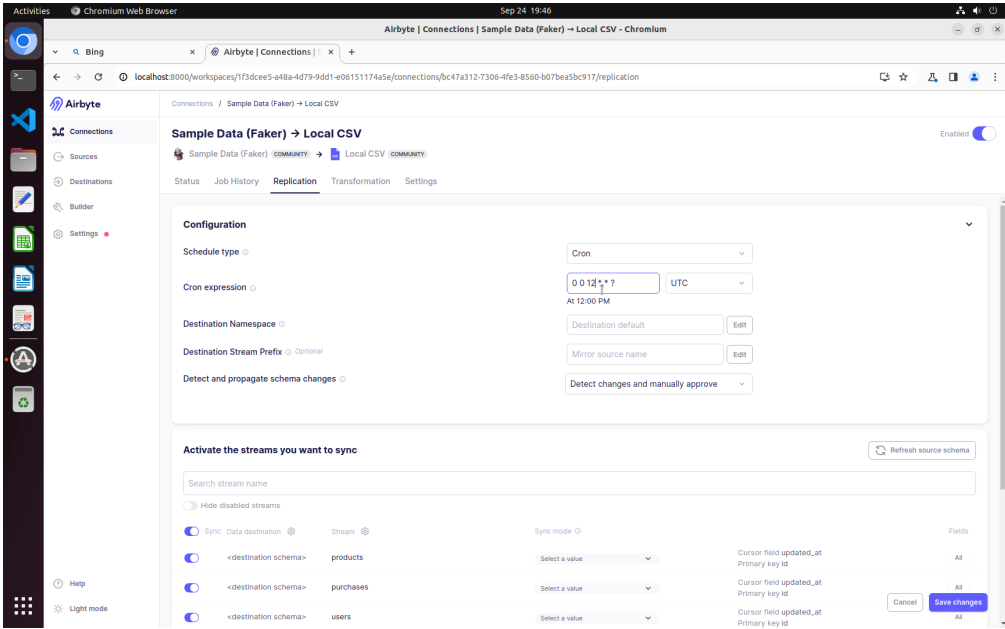 Activities
Chromium Web Browser
Sep 24 19:46
Airbyte | Connections | Sample Data (Faker) → Local CSV - Chromium
Bing
Airbyte | Connections |
localhost:8000/workspaces/1f3dcee5-a48a-4d79-9dd1-e06151174a5e/connections/bc47a312-7306-4fe3-8560-b07bea5bc917/replication
Airbyte
Connections
Sources
Destinations
Builder
Settings
Help
Light mode
Connections / Sample Data (Faker) → Local CSV
Sample Data (Faker) → Local CSV
Enabled
Sample Data (Faker) COMMUNITY → Local CSV COMMUNITY
Status
Job History
Replication
Transformation
Settings
Configuration
Schedule type
Cron
Cron expression
0 0 12 * * ?
UTC
At 12:00 PM
Destination Namespace
Destination default
Edit
Destination Stream Prefix Optional
Mirror source name
Edit
Detect and propagate schema changes
Detect changes and manually approve
Activate the streams you want to sync
Refresh source schema
Search stream name
Hide disabled streams
Sync
Data destination
Stream
Sync mode
Fields
<destination schema>
products
Select a value
Cursor field updated_at
Primary key id
All
<destination schema>
purchases
Select a value
Cursor field updated_at
Primary key id
All
<destination schema>
users
Select a value
Cursor field updated_at
Primary key id
All
Cancel
Save changes